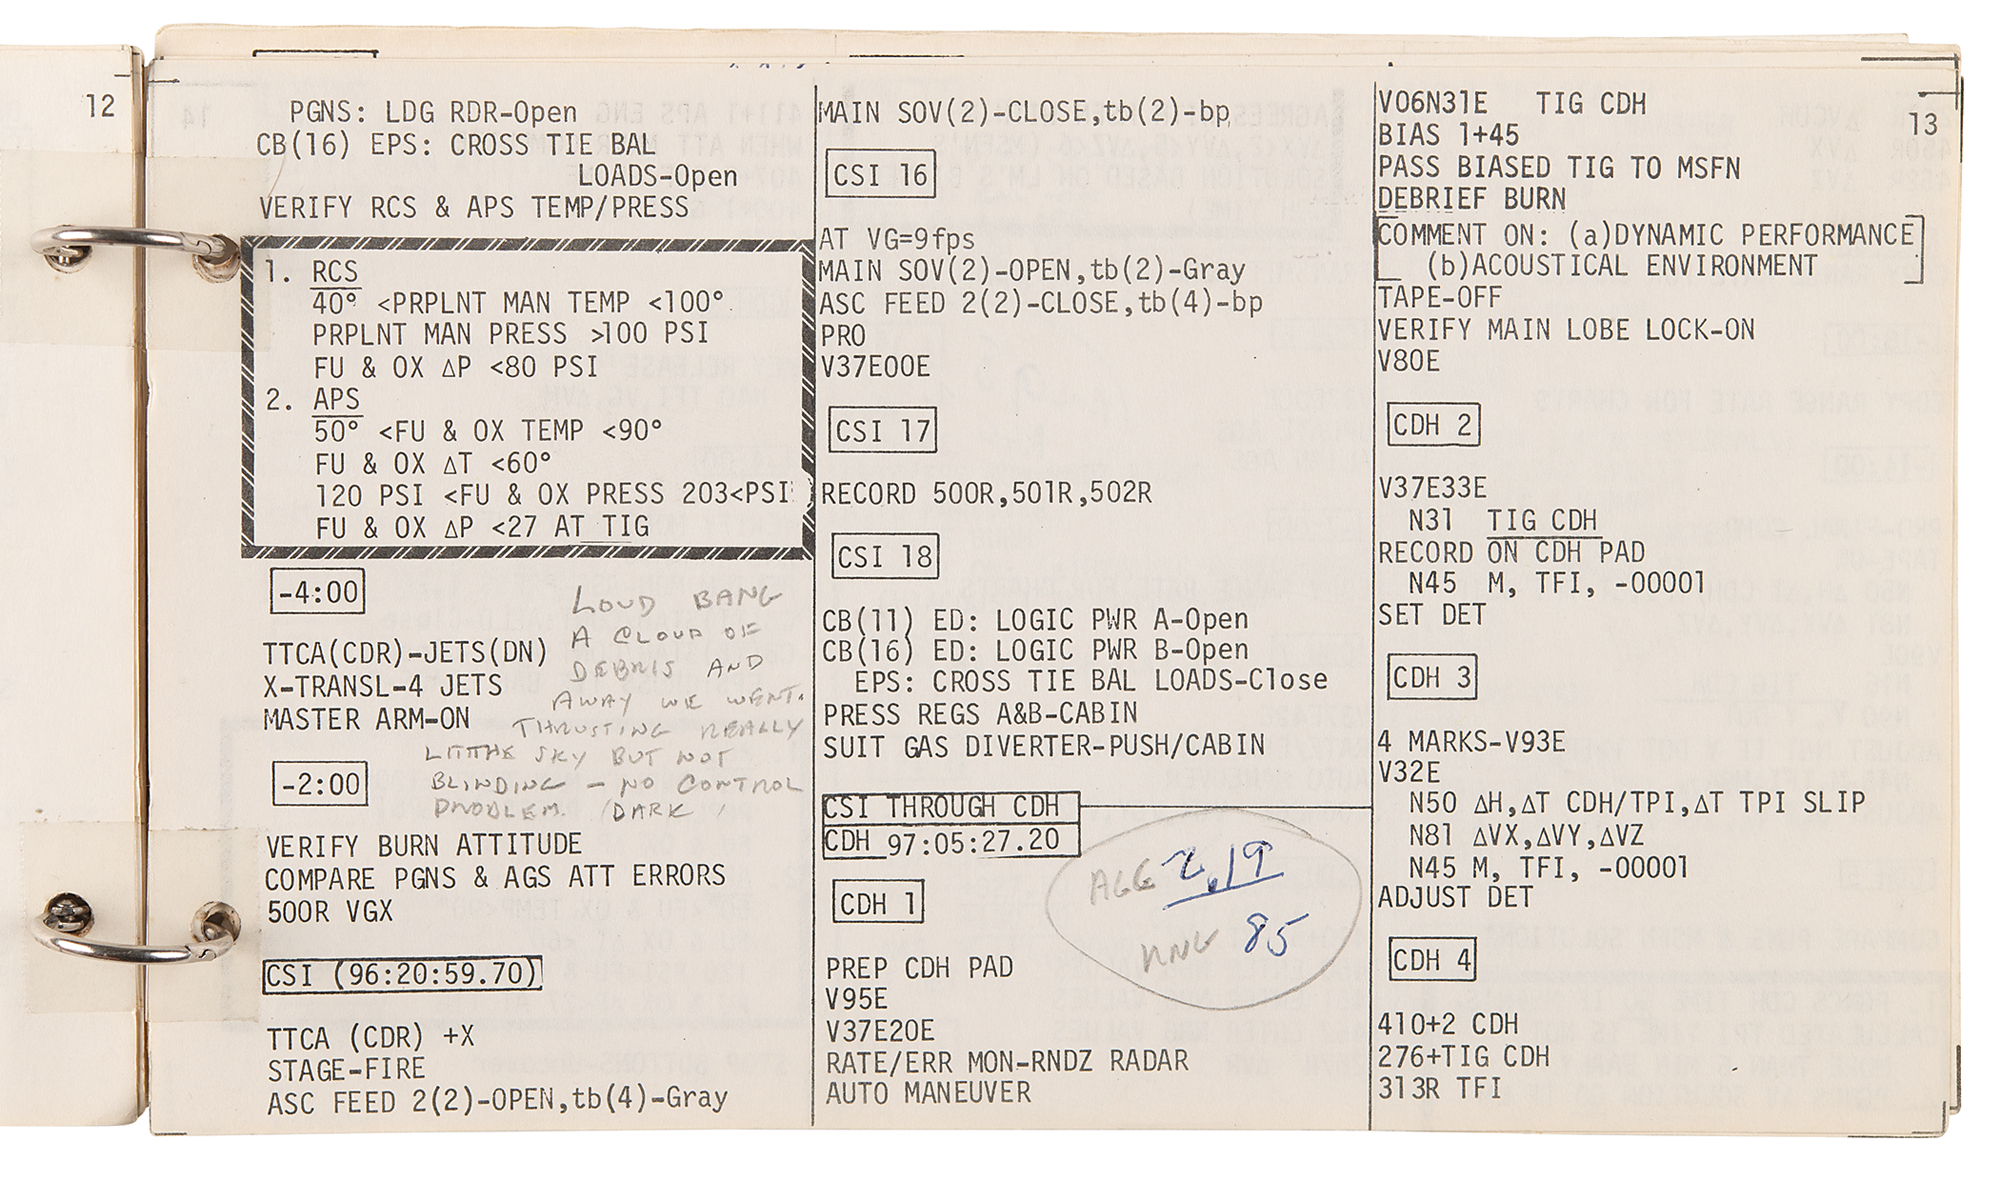 12
PGNS: LDG RDR-Open
CB(16) EPS: CROSS TIE BAL
LOADS-Open
VERIFY RCS & APS TEMP/PRESS
1. RCS
40° <PRPLNT MAN TEMP <100°
PRPLNT MAN PRESS >100 PSI
FU & OX ΔP <80 PSI
2. APS
50° <FU & OX TEMP <90°
FU & OX ΔT <60°
120 PSI <FU & OX PRESS 203<PSI
FU & OX ΔP <27 AT TIG
-4:00
LOUD BANG
A CLOUD OF
DEBRIS AND
AWAY WE WENT.
THRUSTING REALLY
LIT THE SKY BUT NOT
BLINDING - NO CONTROL
PROBLEM. /DARK /
TTCA(CDR)-JETS(DN)
X-TRANSL-4 JETS
MASTER ARM-ON
-2:00
VERIFY BURN ATTITUDE
COMPARE PGNS & AGS ATT ERRORS
500R VGX
CSI (96:20:59.70)
TTCA (CDR) +X
STAGE-FIRE
ASC FEED 2(2)-OPEN,tb(4)-Gray
MAIN SOV(2)-CLOSE,tb(2)-bp
CSI 16
AT VG=9fps
MAIN SOV(2)-OPEN,tb(2)-Gray
ASC FEED 2(2)-CLOSE,tb(4)-bp
PRO
V37E00E
CSI 17
RECORD 500R,501R,502R
CSI 18
CB(11) ED: LOGIC PWR A-Open
CB(16) ED: LOGIC PWR B-Open
EPS: CROSS TIE BAL LOADS-Close
PRESS REGS A&B-CABIN
SUIT GAS DIVERTER-PUSH/CABIN
CSI THROUGH CDH
CDH 97:05:27.20
CDH 1
85
PREP CDH PAD
V95E
V37E20E
RATE/ERR MON-RNDZ RADAR
AUTO MANEUVER
13
V06N31E TIG CDH
BIAS 1+45
PASS BIASED TIG TO MSFN
DEBRIEF BURN
COMMENT ON: (a)DYNAMIC PERFORMANCE
(b)ACOUSTICAL ENVIRONMENT
TAPE-OFF
VERIFY MAIN LOBE LOCK-ON
V80E
CDH 2
V37E33E
N31 TIG CDH
RECORD ON CDH PAD
N45 M, TFI, -00001
SET DET
CDH 3
4 MARKS-V93E
V32E
N50 ΔH,ΔT CDH/TPI,ΔT TPI SLIP
N81 ΔVX,ΔVY,ΔVZ
N45 M, TFI, -00001
ADJUST DET
CDH 4
410+2 CDH
276+TIG CDH
313R TFI